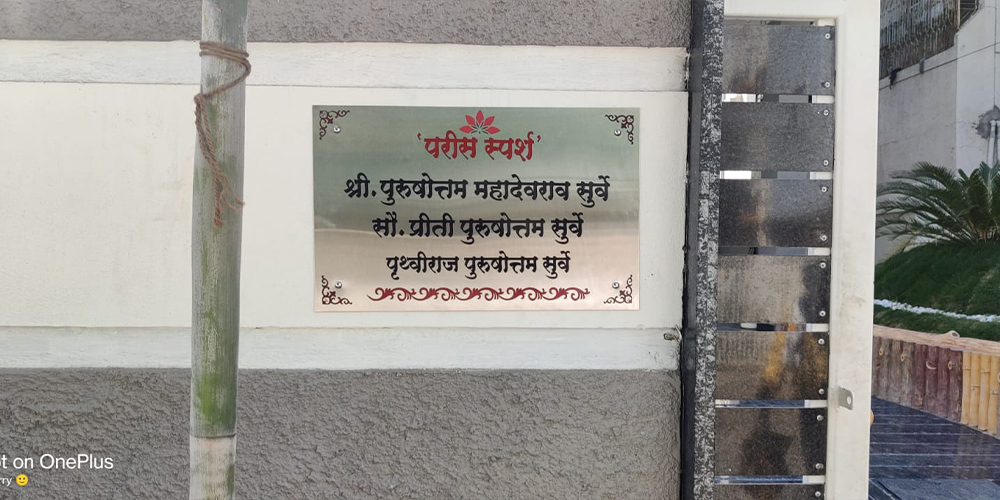 ‘परीस स्पर्श’
श्री. पुरुषोत्तम महादेवराव सुर्वे
सौ. प्रीती पुरुषोत्तम सुर्वे
पृथ्वीराज पुरुषोत्तम सुर्वे
on OnePlus